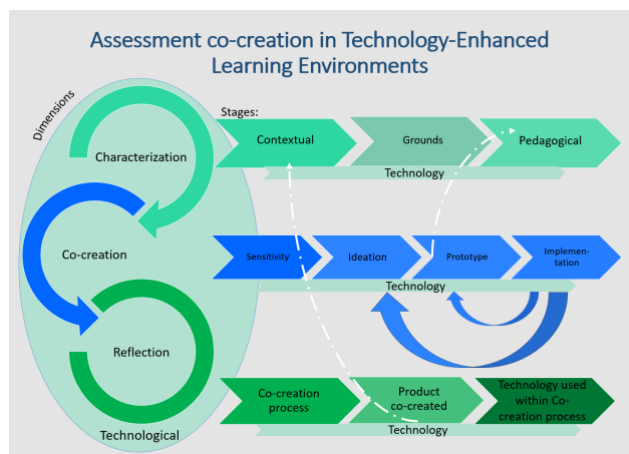 Assessment co-creation in Technology-Enhanced
Learning Environments
Dimensions
Stages:
Characterization
Contextual
Grounds
Pedagogical
Technology
Co-creation
Sensitivity
Ideation
Prototype
Implemen-
tation
Technology
Reflection
Co-creation
process
Product
co-created
Technology used
within Co-
creation process
Technology
Technological